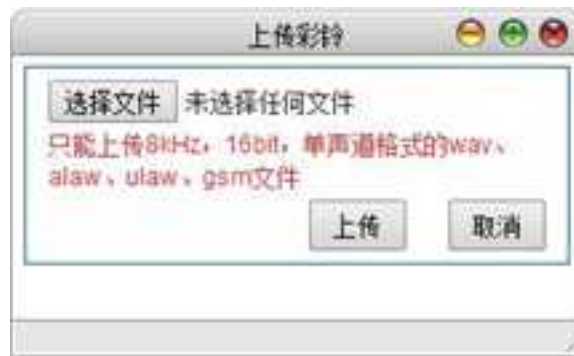 上传彩铃
选择文件 未选择任何文件
只能上传8kHz，16bit，单声道格式的wav、
alaw、ulaw、gsm文件
上传 取消